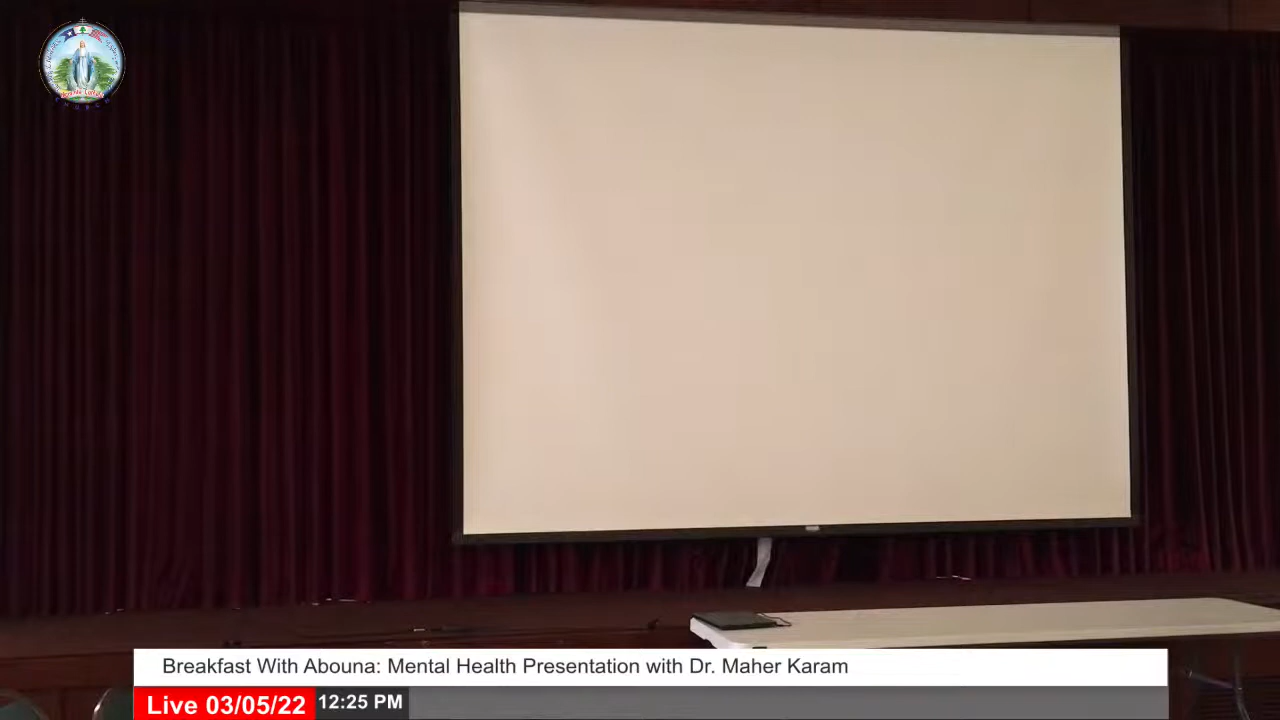 Breakfast With Abouna: Mental Health Presentation with Dr. Maher Karam
Live 03/05/22
12:25 PM